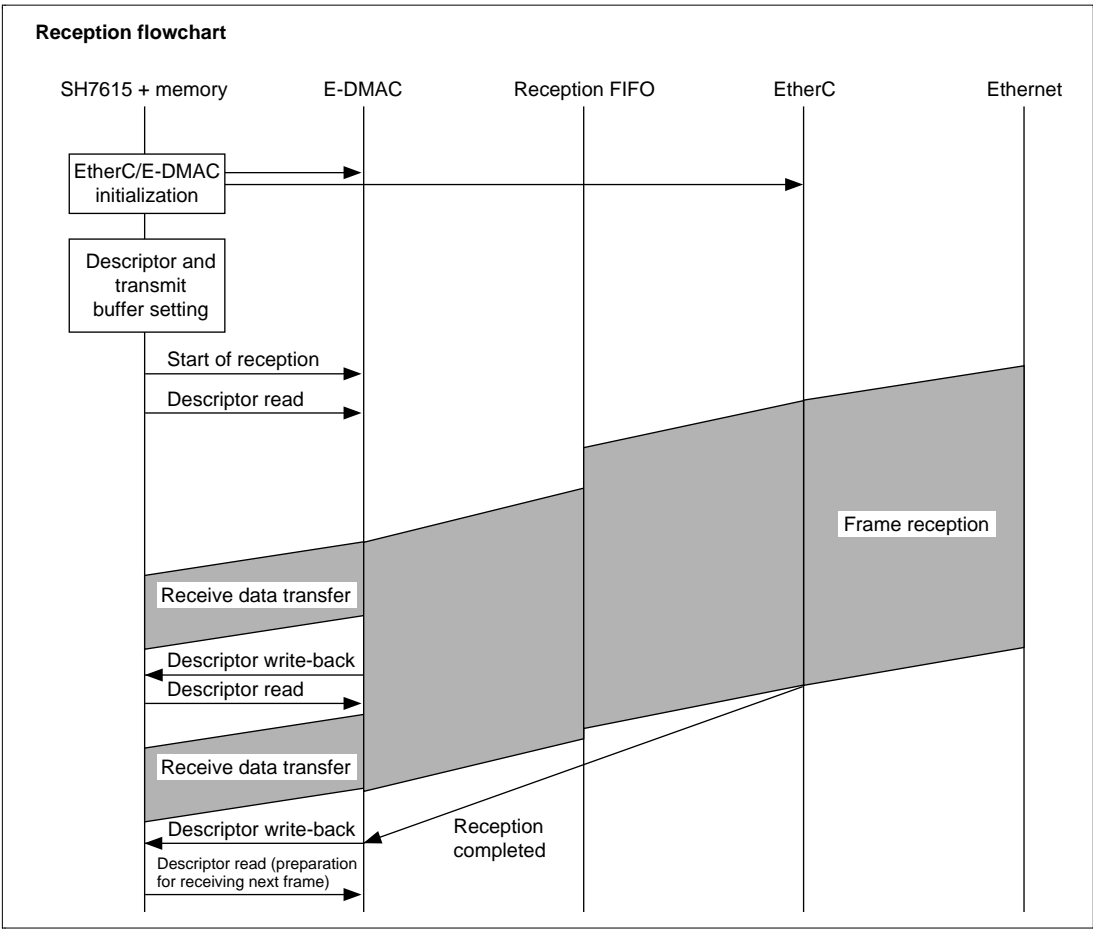 Reception flowchart
SH7615 + memory
E-DMAC
Reception FIFO
EtherC
Ethernet
EtherC/E-DMAC
initialization
Descriptor and
transmit
buffer setting
Start of reception
Descriptor read
Frame reception
Receive data transfer
Descriptor write-back
Descriptor read
Receive data transfer
Descriptor write-back
Reception
completed
Descriptor read (preparation
for receiving next frame)